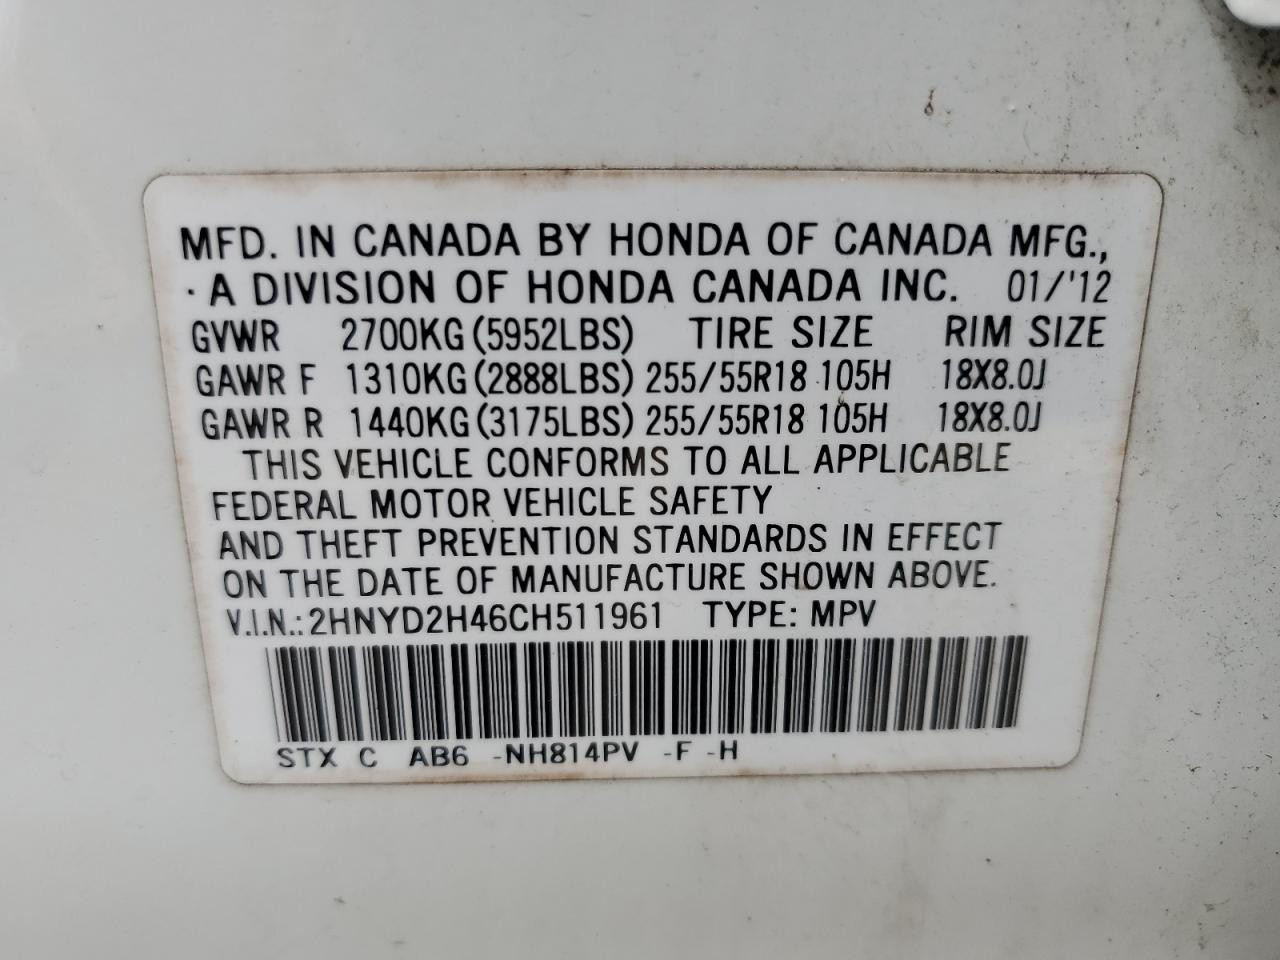 MFD. IN CANADA BY HONDA OF CANADA MFG.,
· A DIVISION OF HONDA CANADA INC. 01/'12
GVWR 2700KG (5952LBS) TIRE SIZE RIM SIZE
GAWR F 1310KG (2888LBS) 255/55R18 105H 18X8.0J
GAWR R 1440KG (3175LBS) 255/55R18 105H 18X8.0J
THIS VEHICLE CONFORMS TO ALL APPLICABLE
FEDERAL MOTOR VEHICLE SAFETY
AND THEFT PREVENTION STANDARDS IN EFFECT
ON THE DATE OF MANUFACTURE SHOWN ABOVE.
V.I.N.: 2HNYD2H46CH511961 TYPE: MPV
STX C AB6 -NH814PV -F -H